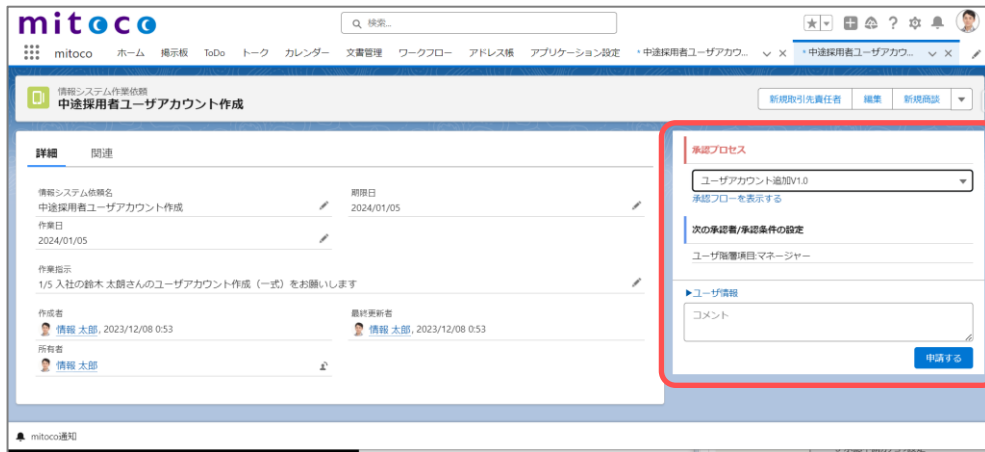 mitoco
検索...
mitoco ホーム 掲示板 ToDo トーク カレンダー 文書管理 ワークフロー アドレス帳 アプリケーション設定 * 中途採用者ユーザアカウ... * 中途採用者ユーザアカウ...
情報システム作業依頼
中途採用者ユーザアカウント作成
新規取引先責任者 編集 新規商談
詳細 関連
情報システム依頼名
中途採用者ユーザアカウント作成
期限日
2024/01/05
作業日
2024/01/05
作業指示
1/5 入社の鈴木 太朗さんのユーザアカウント作成（一式）をお願いします
作成者
情報 太郎, 2023/12/08 0:53
最終更新者
情報 太郎, 2023/12/08 0:53
所有者
情報 太郎
承認プロセス
ユーザアカウント追加V1.0
承認フローを表示する
次の承認者/承認条件の設定
ユーザ階層項目:マネージャー
▶ユーザ情報
コメント
申請する
mitoco通知